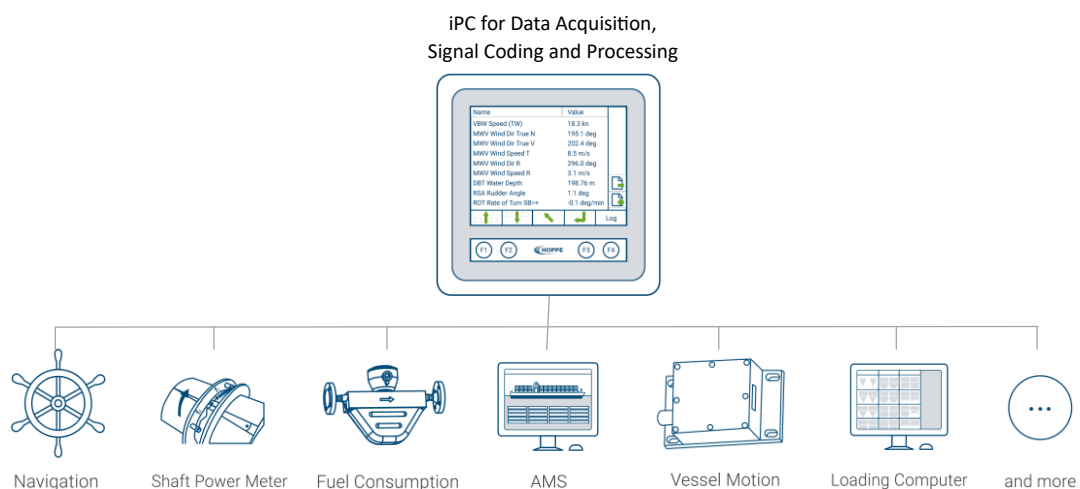 iPC for Data Acquisition,
Signal Coding and Processing
Name Value
VBW Speed (TW) 18.3 kn
MWV Wind Dir True N 195.1 deg
MWV Wind Dir True V 202.4 deg
MWV Wind Speed T 8.5 m/s
MWV Wind Dir R 296.0 deg
MWV Wind Speed R 3.1 m/s
DBT Water Depth 198.76 m
RSA Rudder Angle 1.1 deg
ROT Rate of Turn SB=+ -0.1 deg/min
Log
F1 F2 HOPPE F3 F4
Navigation Shaft Power Meter Fuel Consumption AMS Vessel Motion Loading Computer and more